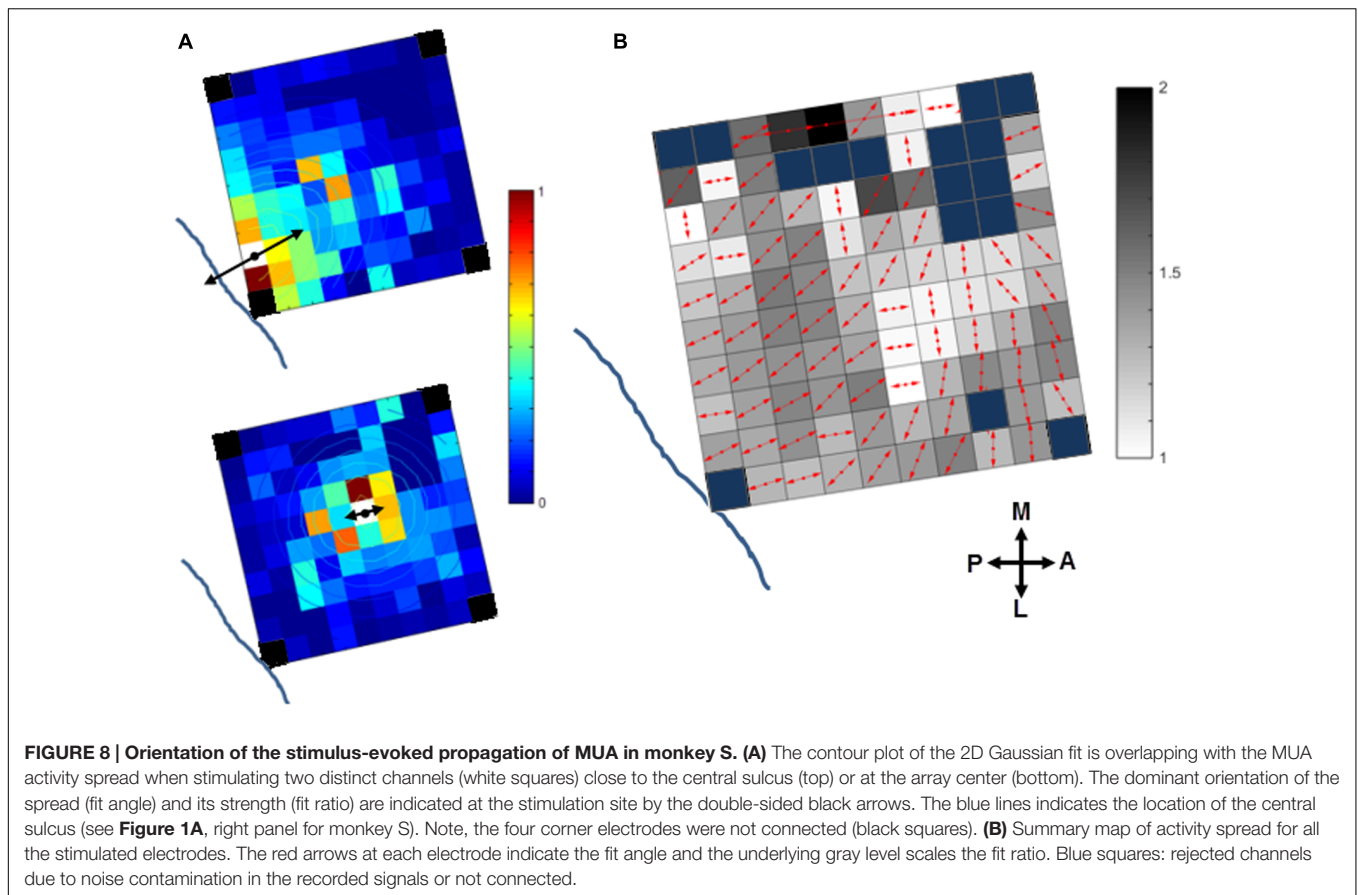 A
B
1
0
2
1.5
1
M
P
A
L
FIGURE 8 | Orientation of the stimulus-evoked propagation of MUA in monkey S. (A) The contour plot of the 2D Gaussian fit is overlapping with the MUA
activity spread when stimulating two distinct channels (white squares) close to the central sulcus (top) or at the array center (bottom). The dominant orientation of the
spread (fit angle) and its strength (fit ratio) are indicated at the stimulation site by the double-sided black arrows. The blue lines indicates the location of the central
sulcus (see Figure 1A, right panel for monkey S). Note, the four corner electrodes were not connected (black squares). (B) Summary map of activity spread for all
the stimulated electrodes. The red arrows at each electrode indicate the fit angle and the underlying gray level scales the fit ratio. Blue squares: rejected channels
due to noise contamination in the recorded signals or not connected.